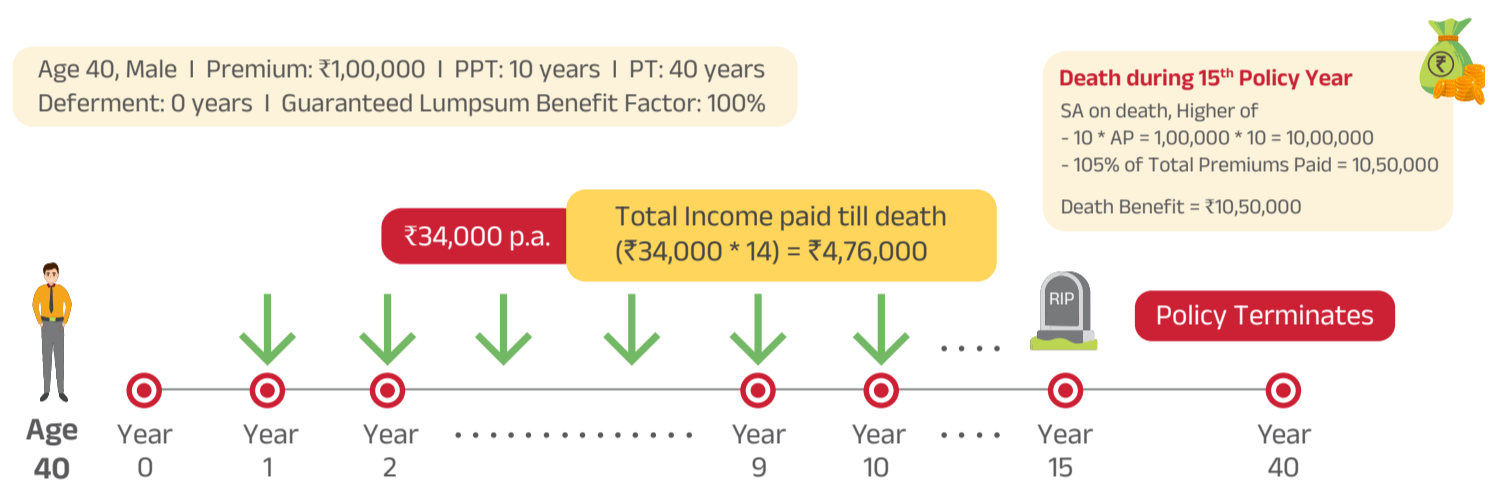 Age 40, Male I Premium: ₹1,00,000 I PPT: 10 years I PT: 40 years
Deferment: 0 years I Guaranteed Lumpsum Benefit Factor: 100%
Death during 15th Policy Year
SA on death, Higher of
- 10 * AP = 1,00,000 * 10 = 10,00,000
- 105% of Total Premiums Paid = 10,50,000
Death Benefit = ₹10,50,000
₹
₹34,000 p.a.
Total Income paid till death
(₹34,000 * 14) = ₹4,76,000
RIP
Policy Terminates
Age
40
Year
0
Year
1
Year
2
Year
9
Year
10
Year
15
Year
40